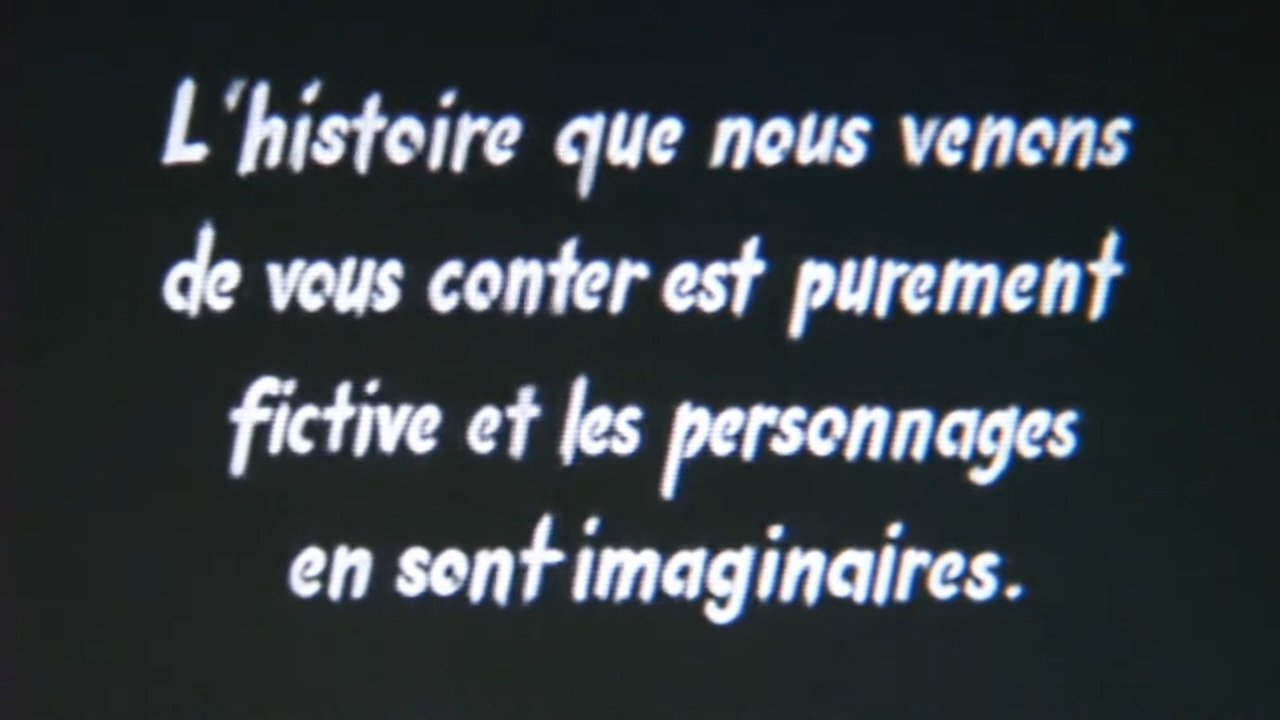 L'histoire que nous venons
de vous conter est purement
fictive et les personnages
en sont imaginaires.